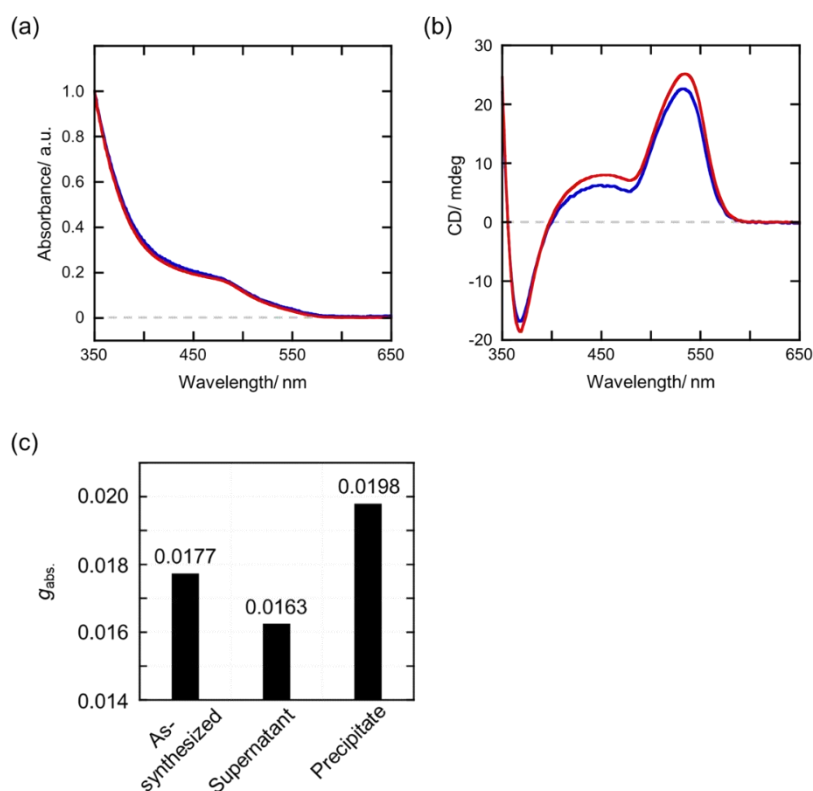 (a)
1.0
0.8
0.6
0.4
0.2
0
Absorbance/ a.u.
350
450
550
650
Wavelength/ nm
(b)
30
20
10
0
-10
-20
CD/ mdeg
350
450
550
650
Wavelength/ nm
(c)
0.020
0.018
0.016
0.014
gabs.
0.0177
0.0163
0.0198
As-
synthesized
Supernatant
Precipitate